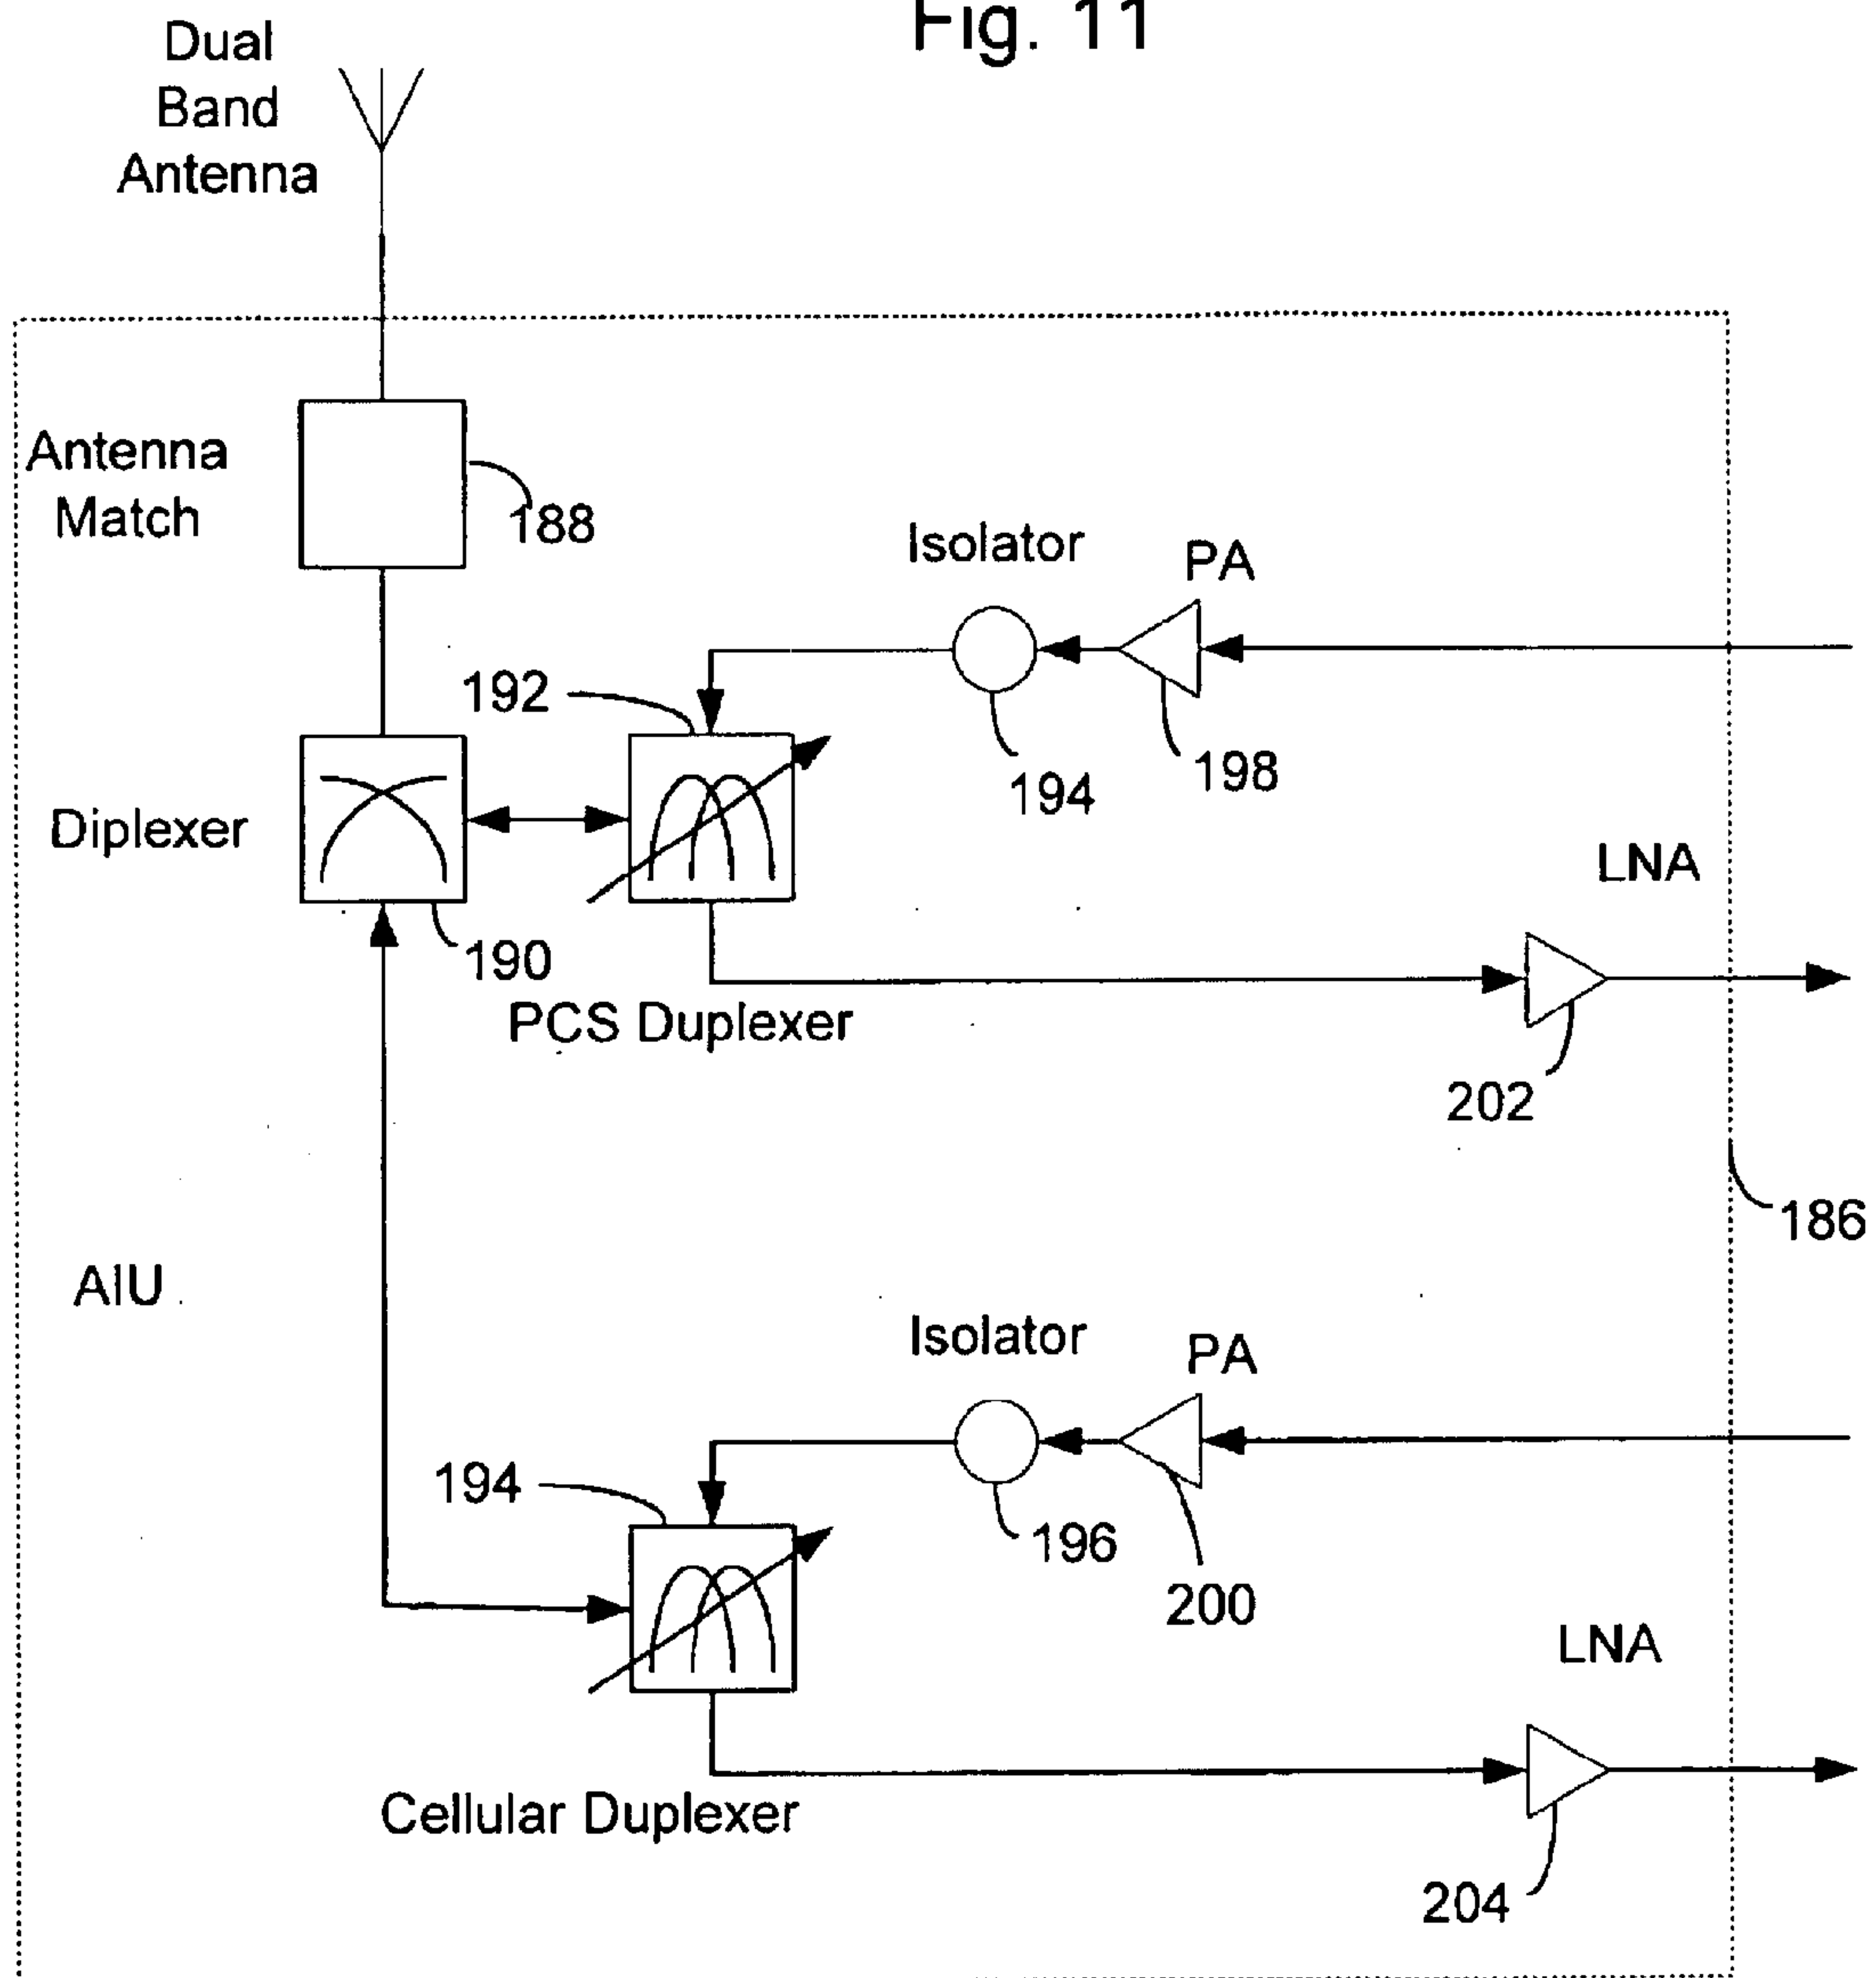 Fig. 11
Dual
Band
Antenna
Antenna
Match
188
Isolator
PA
192
194
198
Diplexer
LNA
190
PCS Duplexer
202
186
AIU
Isolator
PA
194
196
200
LNA
Cellular Duplexer
204